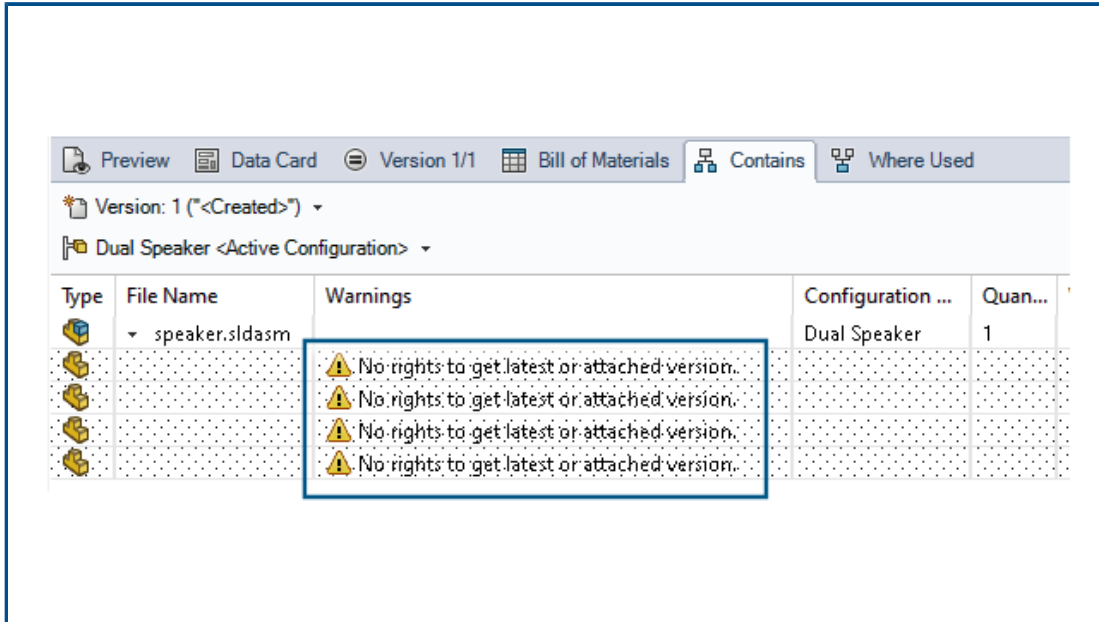 Preview Data Card Version 1/1 Bill of Materials Contains Where Used
Version: 1 ("<Created>")
Dual Speaker <Active Configuration>
Type File Name Warnings Configuration ... Quan...
speaker.sldasm Dual Speaker 1
No rights to get latest or attached version.
No rights to get latest or attached version.
No rights to get latest or attached version.
No rights to get latest or attached version.